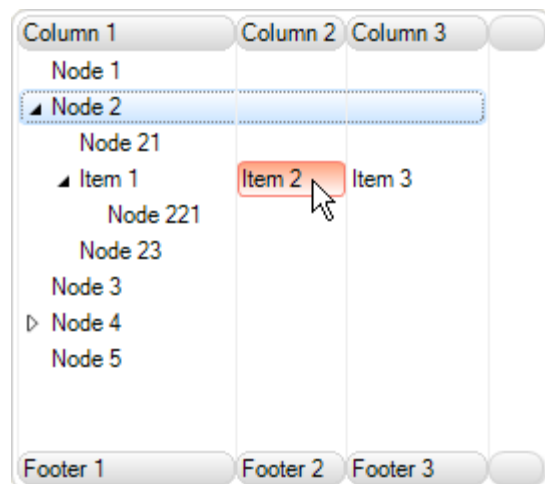 Column 1 Column 2 Column 3
Node 1
Node 2
Node 21
Item 1 Item 2 Item 3
Node 221
Node 23
Node 3
Node 4
Node 5
Footer 1 Footer 2 Footer 3